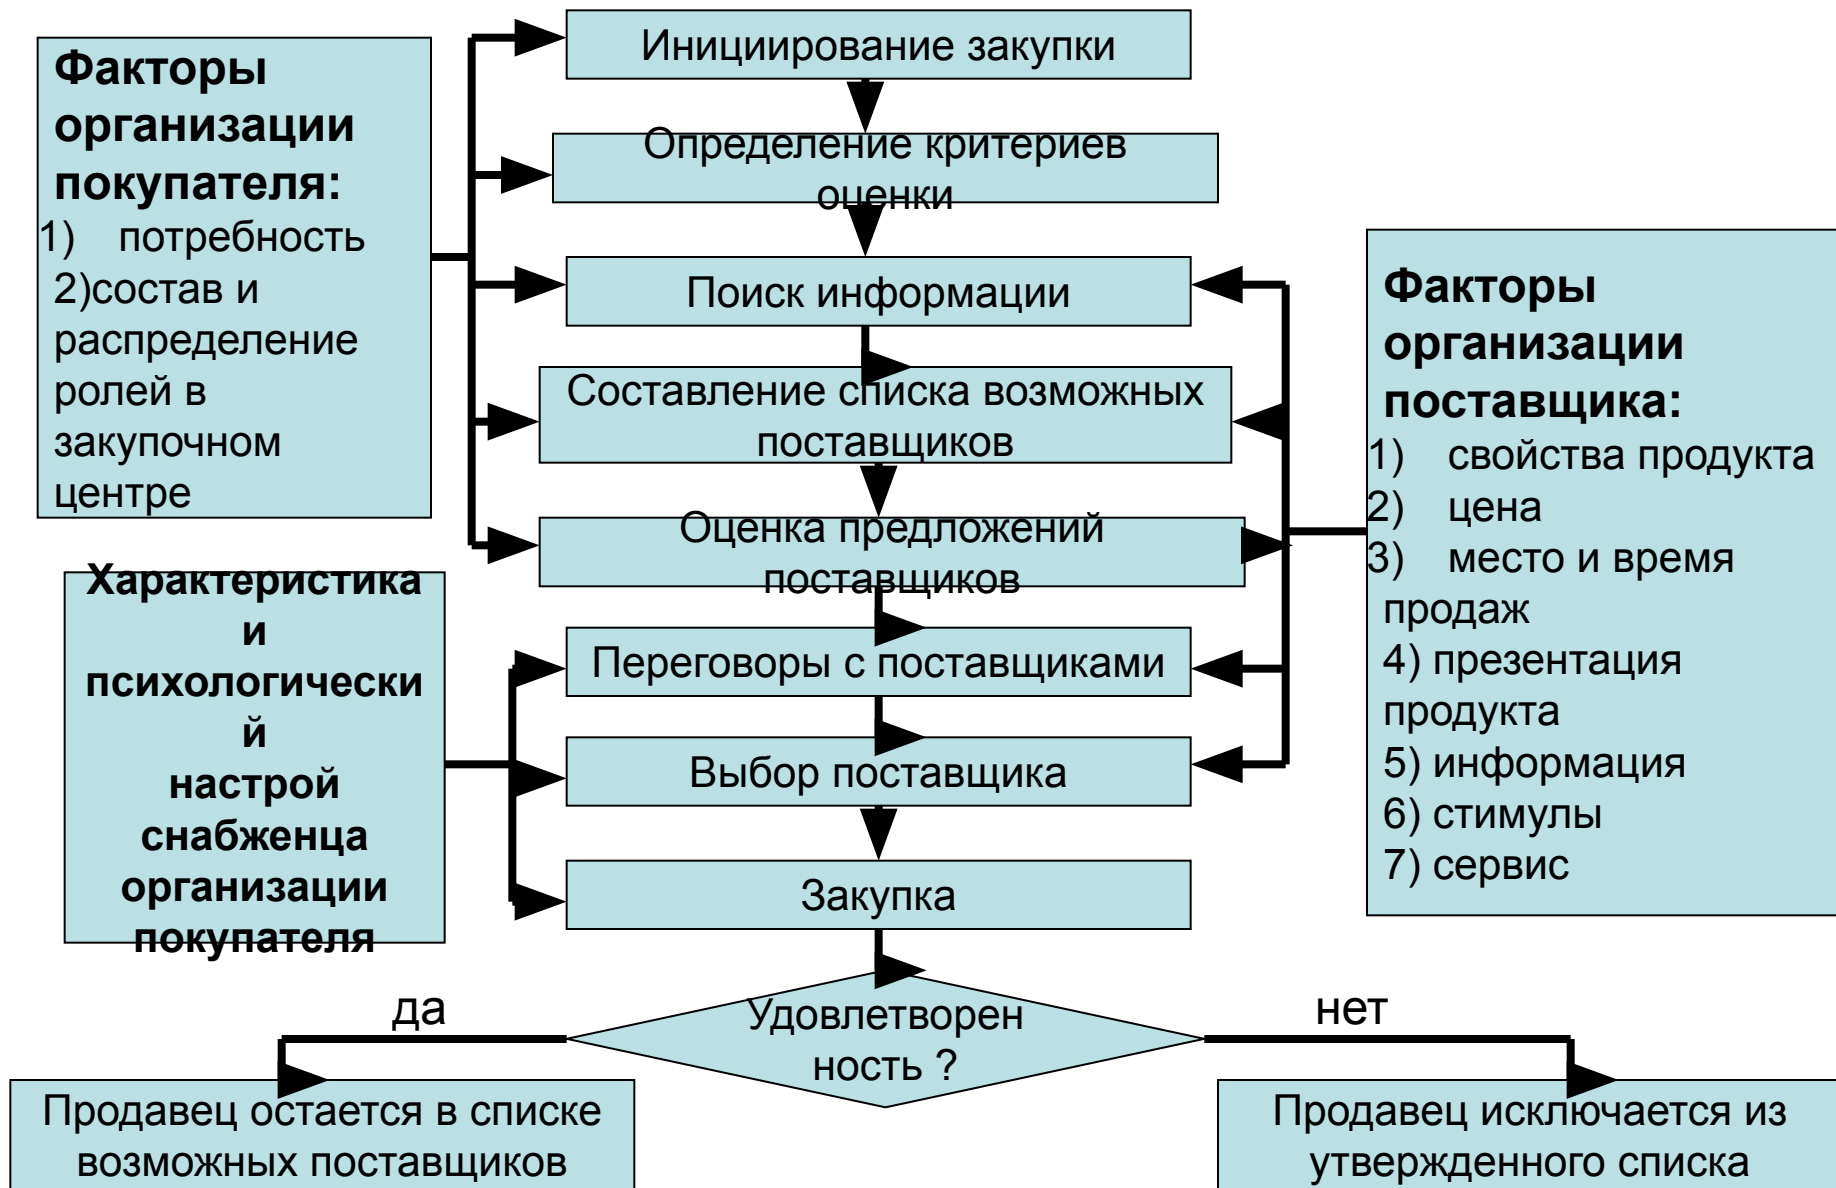 Инициирование закупки
Факторы
организации
покупателя:
1) потребность
2)состав и
распределение
ролей в
закупочном
центре
Определение критериев
оценки
Поиск информации
Составление списка возможных
поставщиков
Оценка предложений
поставщиков
Факторы
организации
поставщика:
1) свойства продукта
2) цена
3) место и время
продаж
4) презентация
продукта
5) информация
6) стимулы
7) сервис
Характеристика
и
психологически
й
настрой
снабженца
организации
покупателя
Переговоры с поставщиками
Выбор поставщика
Закупка
да
Удовлетворен
ность ?
нет
Продавец остается в списке
возможных поставщиков
Продавец исключается из
утвержденного списка